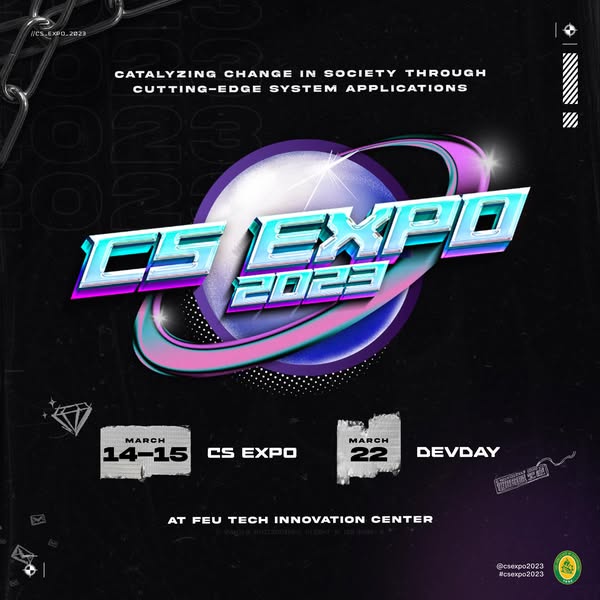 //CS_EXPO_2023
CATALYZING CHANGE IN SOCIETY THROUGH
CUTTING-EDGE SYSTEM APPLICATIONS
CS EXPO
2023
MARCH
14-15
CS EXPO
MARCH
22
DEVDAY
AT FEU TECH INNOVATION CENTER
@csexpo2023
#csexpo2023